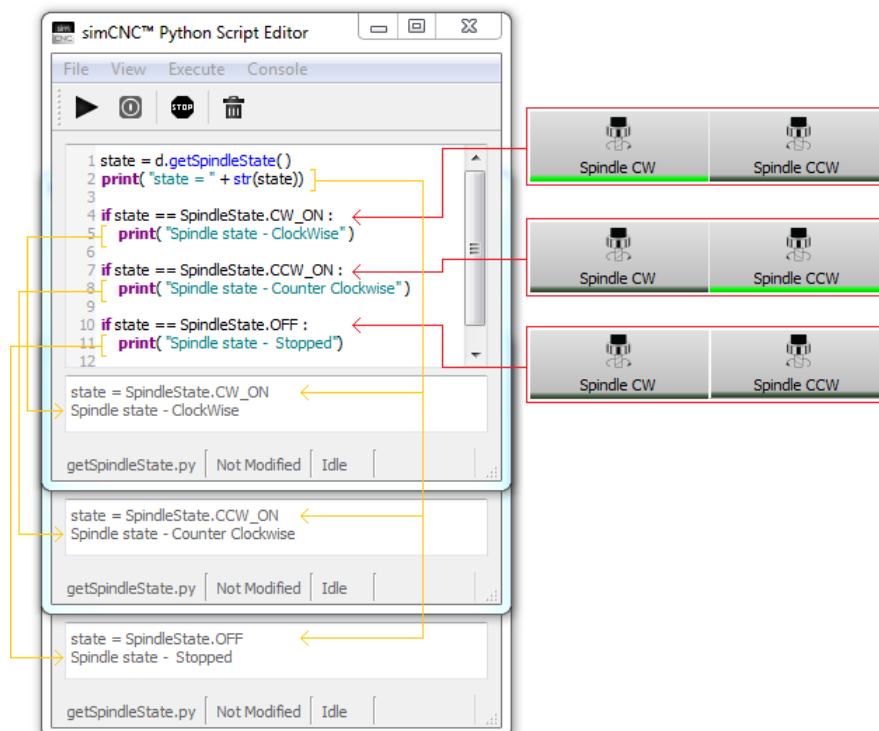 sim CNC simCNC™ Python Script Editor
File View Execute Console
STOP
1 state = d.getSpindleState()
2 print( "state = " + str(state))
3
4 if state == SpindleState.CW_ON :
5 print( "Spindle state - ClockWise" )
6
7 if state == SpindleState.CCW_ON :
8 print( "Spindle state - Counter Clockwise" )
9
10 if state == SpindleState.OFF :
11 print( "Spindle state -  Stopped")
12
state = SpindleState.CW_ON
Spindle state - ClockWise
getSpindleState.py Not Modified Idle
state = SpindleState.CCW_ON
Spindle state - Counter Clockwise
getSpindleState.py Not Modified Idle
state = SpindleState.OFF
Spindle state -  Stopped
getSpindleState.py Not Modified Idle
Spindle CW Spindle CCW
Spindle CW Spindle CCW
Spindle CW Spindle CCW